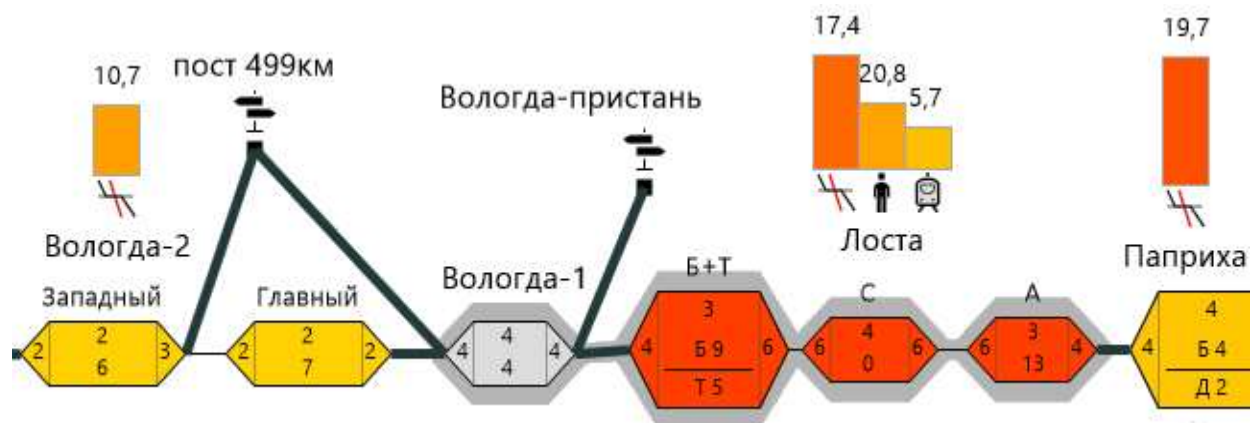 10,7
пост 499км
Вологда-2
Вологда-пристань
17,4
20,8
5,7
Лоста
19,7
Паприха
Западный
2
2
6
3
Главный
2
2
7
2
Вологда-1
4
4
4
4
Б+Т
4
3
Б 9
Т 5
6
С
6
4
0
6
А
6
3
13
4
4
4
Б 4
Д 2